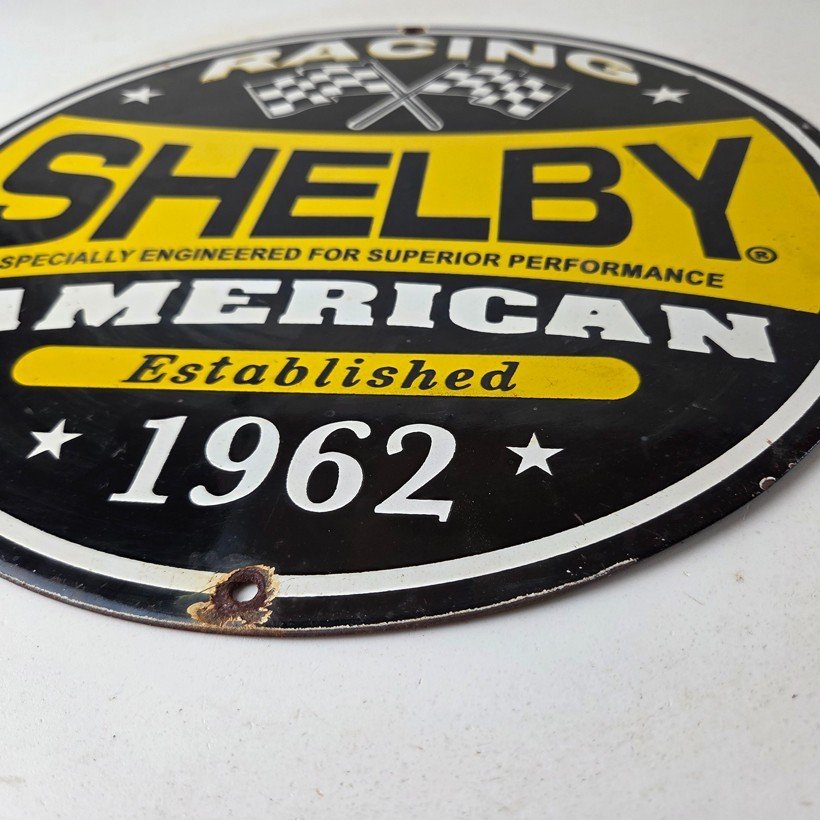 RACING
SHELBY®
SPECIALLY ENGINEERED FOR SUPERIOR PERFORMANCE
AMERICAN
Established
1962